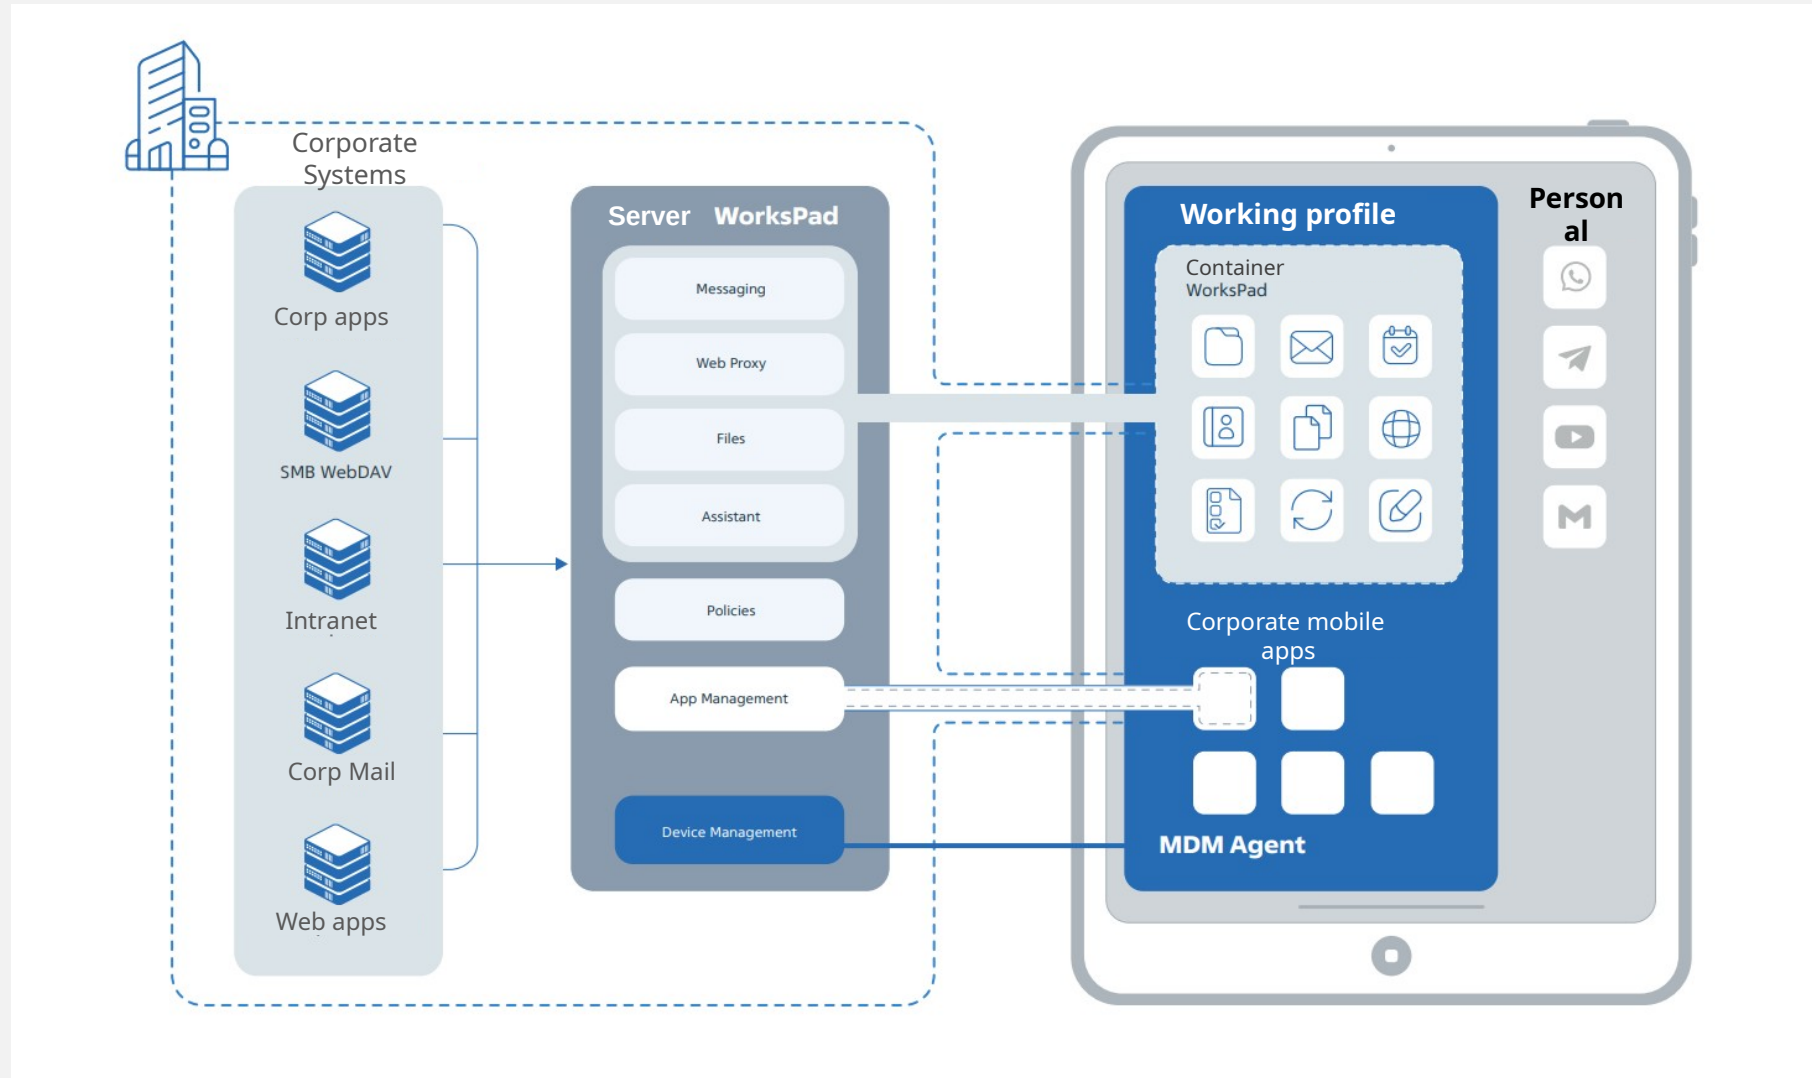 Corporate
Systems
Corp apps
SMB WebDAV
Intranet
Corp Mail
Web apps
Server WorksPad
Messaging
Web Proxy
Files
Assistant
Policies
App Management
Device Management
Working profile
Container
WorksPad
Corporate mobile
apps
MDM Agent
Person
al